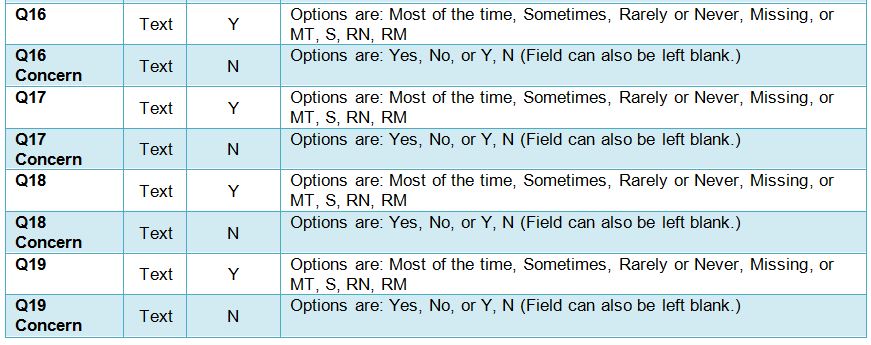 Q16 Text Y Options are: Most of the time, Sometimes, Rarely or Never, Missing, or
MT, S, RN, RM
Q16 Options are: Yes, No, or Y, N (Field can also be left blank.)
Concern Text N
Q17 Text Y Options are: Most of the time, Sometimes, Rarely or Never, Missing, or
MT, S, RN, RM
Q17 Options are: Yes, No, or Y, N (Field can also be left blank.)
Concern Text N
Q18 Text Y Options are: Most of the time, Sometimes, Rarely or Never, Missing, or
MT, S, RN, RM
Q18 Options are: Yes, No, or Y, N (Field can also be left blank.)
Concern Text N
Q19 Text Y Options are: Most of the time, Sometimes, Rarely or Never, Missing, or
MT, S, RN, RM
Q19 Options are: Yes, No, or Y, N (Field can also be left blank.)
Concern Text N